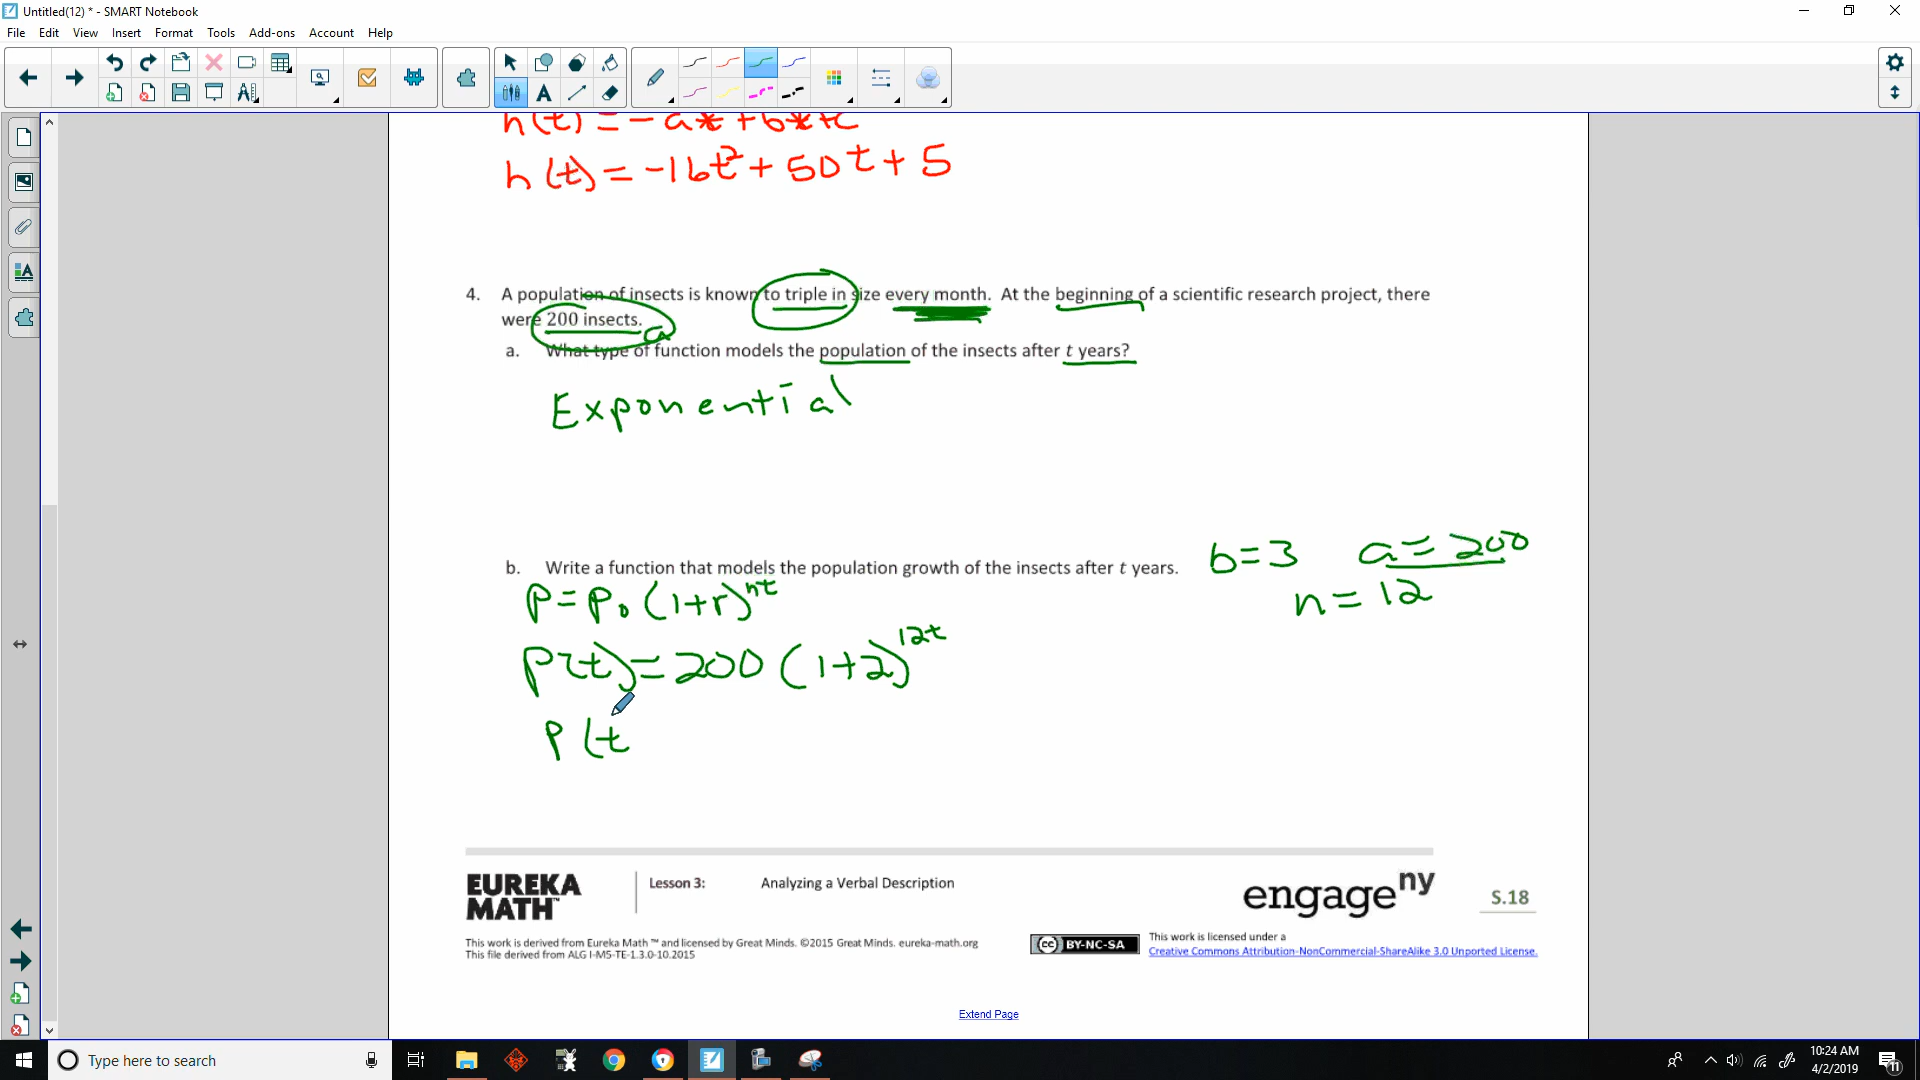 Untitled(12) * - SMART Notebook
File Edit View Insert Format Tools Add-ons Account Help
h(t) = -16t² + 50t + 5
4. A population of insects is known to triple in size every month. At the beginning of a scientific research project, there
were 200 insects. a
a. What type of function models the population of the insects after t years?
Exponential
b=3 a=200
b. Write a function that models the population growth of the insects after t years.
P=P₀(1+r)^nt n=12
P(t)=200(1+2)^12t
P(t
EUREKA MATH™ Lesson 3: Analyzing a Verbal Description engage ny S.18
This work is derived from Eureka Math ™ and licensed by Great Minds. ©2015 Great Minds. eureka-math.org
This file derived from ALG I-M5-TE-1.3.0-10.2015
CC BY-NC-SA
This work is licensed under a
Creative Commons Attribution-NonCommercial-ShareAlike 3.0 Unported License.
Extend Page
Type here to search
10:24 AM
4/2/2019
11